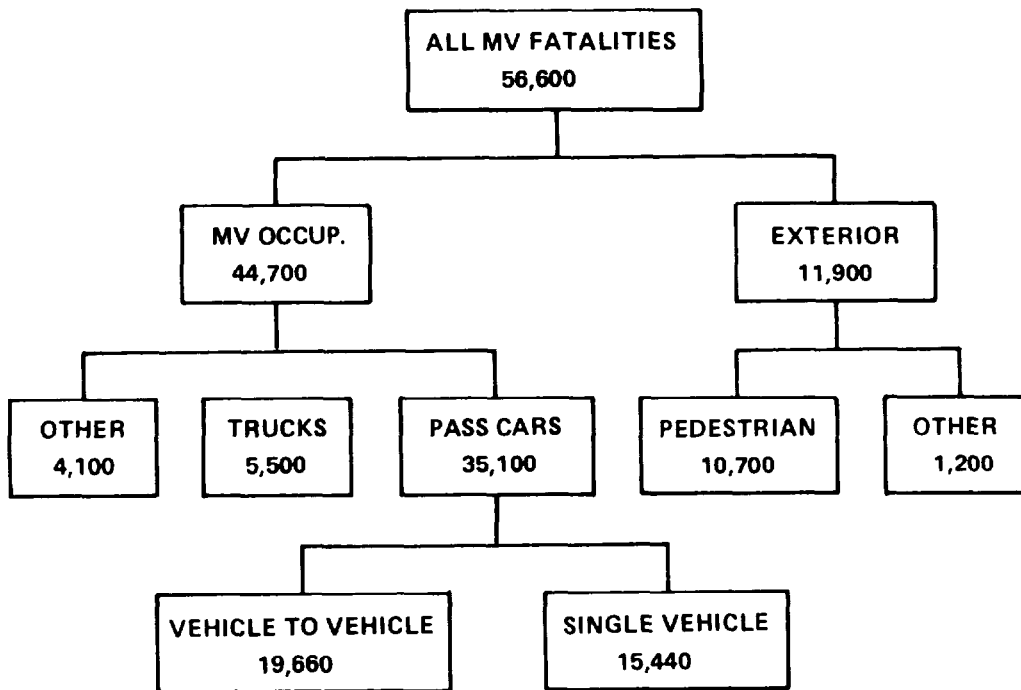 ALL MV FATALITIES
56,600
MV OCCUP.
44,700
EXTERIOR
11,900
OTHER
4,100
TRUCKS
5,500
PASS CARS
35,100
PEDESTRIAN
10,700
OTHER
1,200
VEHICLE TO VEHICLE
19,660
SINGLE VEHICLE
15,440